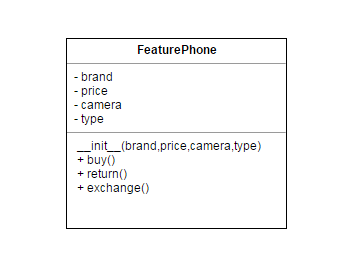 FeaturePhone
- brand
- price
- camera
- type
__init__(brand,price,camera,type)
+ buy()
+ return()
+ exchange()